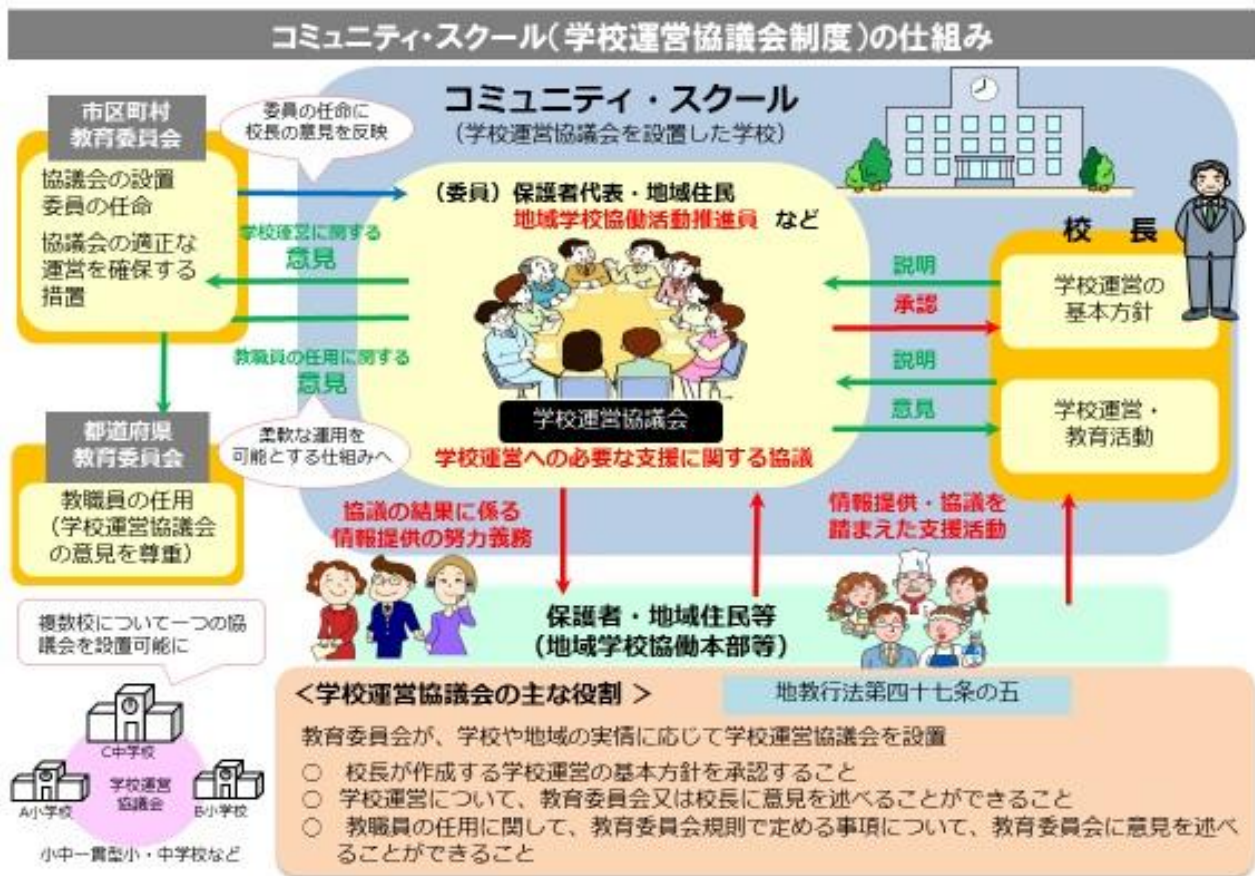 コミュニティ・スクール(学校運営協議会制度)の仕組み
市区町村
教育委員会
協議会の設置
委員の任命
協議会の適正な
運営を確保する
措置
委員の任命に
校長の意見を反映
コミュニティ・スクール
(学校運営協議会を設置した学校)
(委員)保護者代表・地域住民
地域学校協働活動推進員 など
学校運営に関する
意見
教職員の任用に関する
意見
学校運営協議会
学校運営への必要な支援に関する協議
校 長
説明
承認
学校運営の
基本方針
説明
意見
学校運営・
教育活動
都道府県
教育委員会
教職員の任用
(学校運営協議会
の意見を尊重)
柔軟な運用を
可能とする仕組みへ
協議の結果に係る
情報提供の努力義務
情報提供・協議を
踏まえた支援活動
保護者・地域住民等
(地域学校協働本部等)
複数校について一つの協
議会を設置可能に
C中学校
学校運営
協議会
A小学校
B小学校
小中一貫型小・中学校など
<学校運営協議会の主な役割 >
地教行法第四十七条の五
教育委員会が、学校や地域の実情に応じて学校運営協議会を設置
○ 校長が作成する学校運営の基本方針を承認すること
○ 学校運営について、教育委員会又は校長に意見を述べることができること
○ 教職員の任用に関して、教育委員会規則で定める事項について、教育委員会に意見を述べ
ることができること